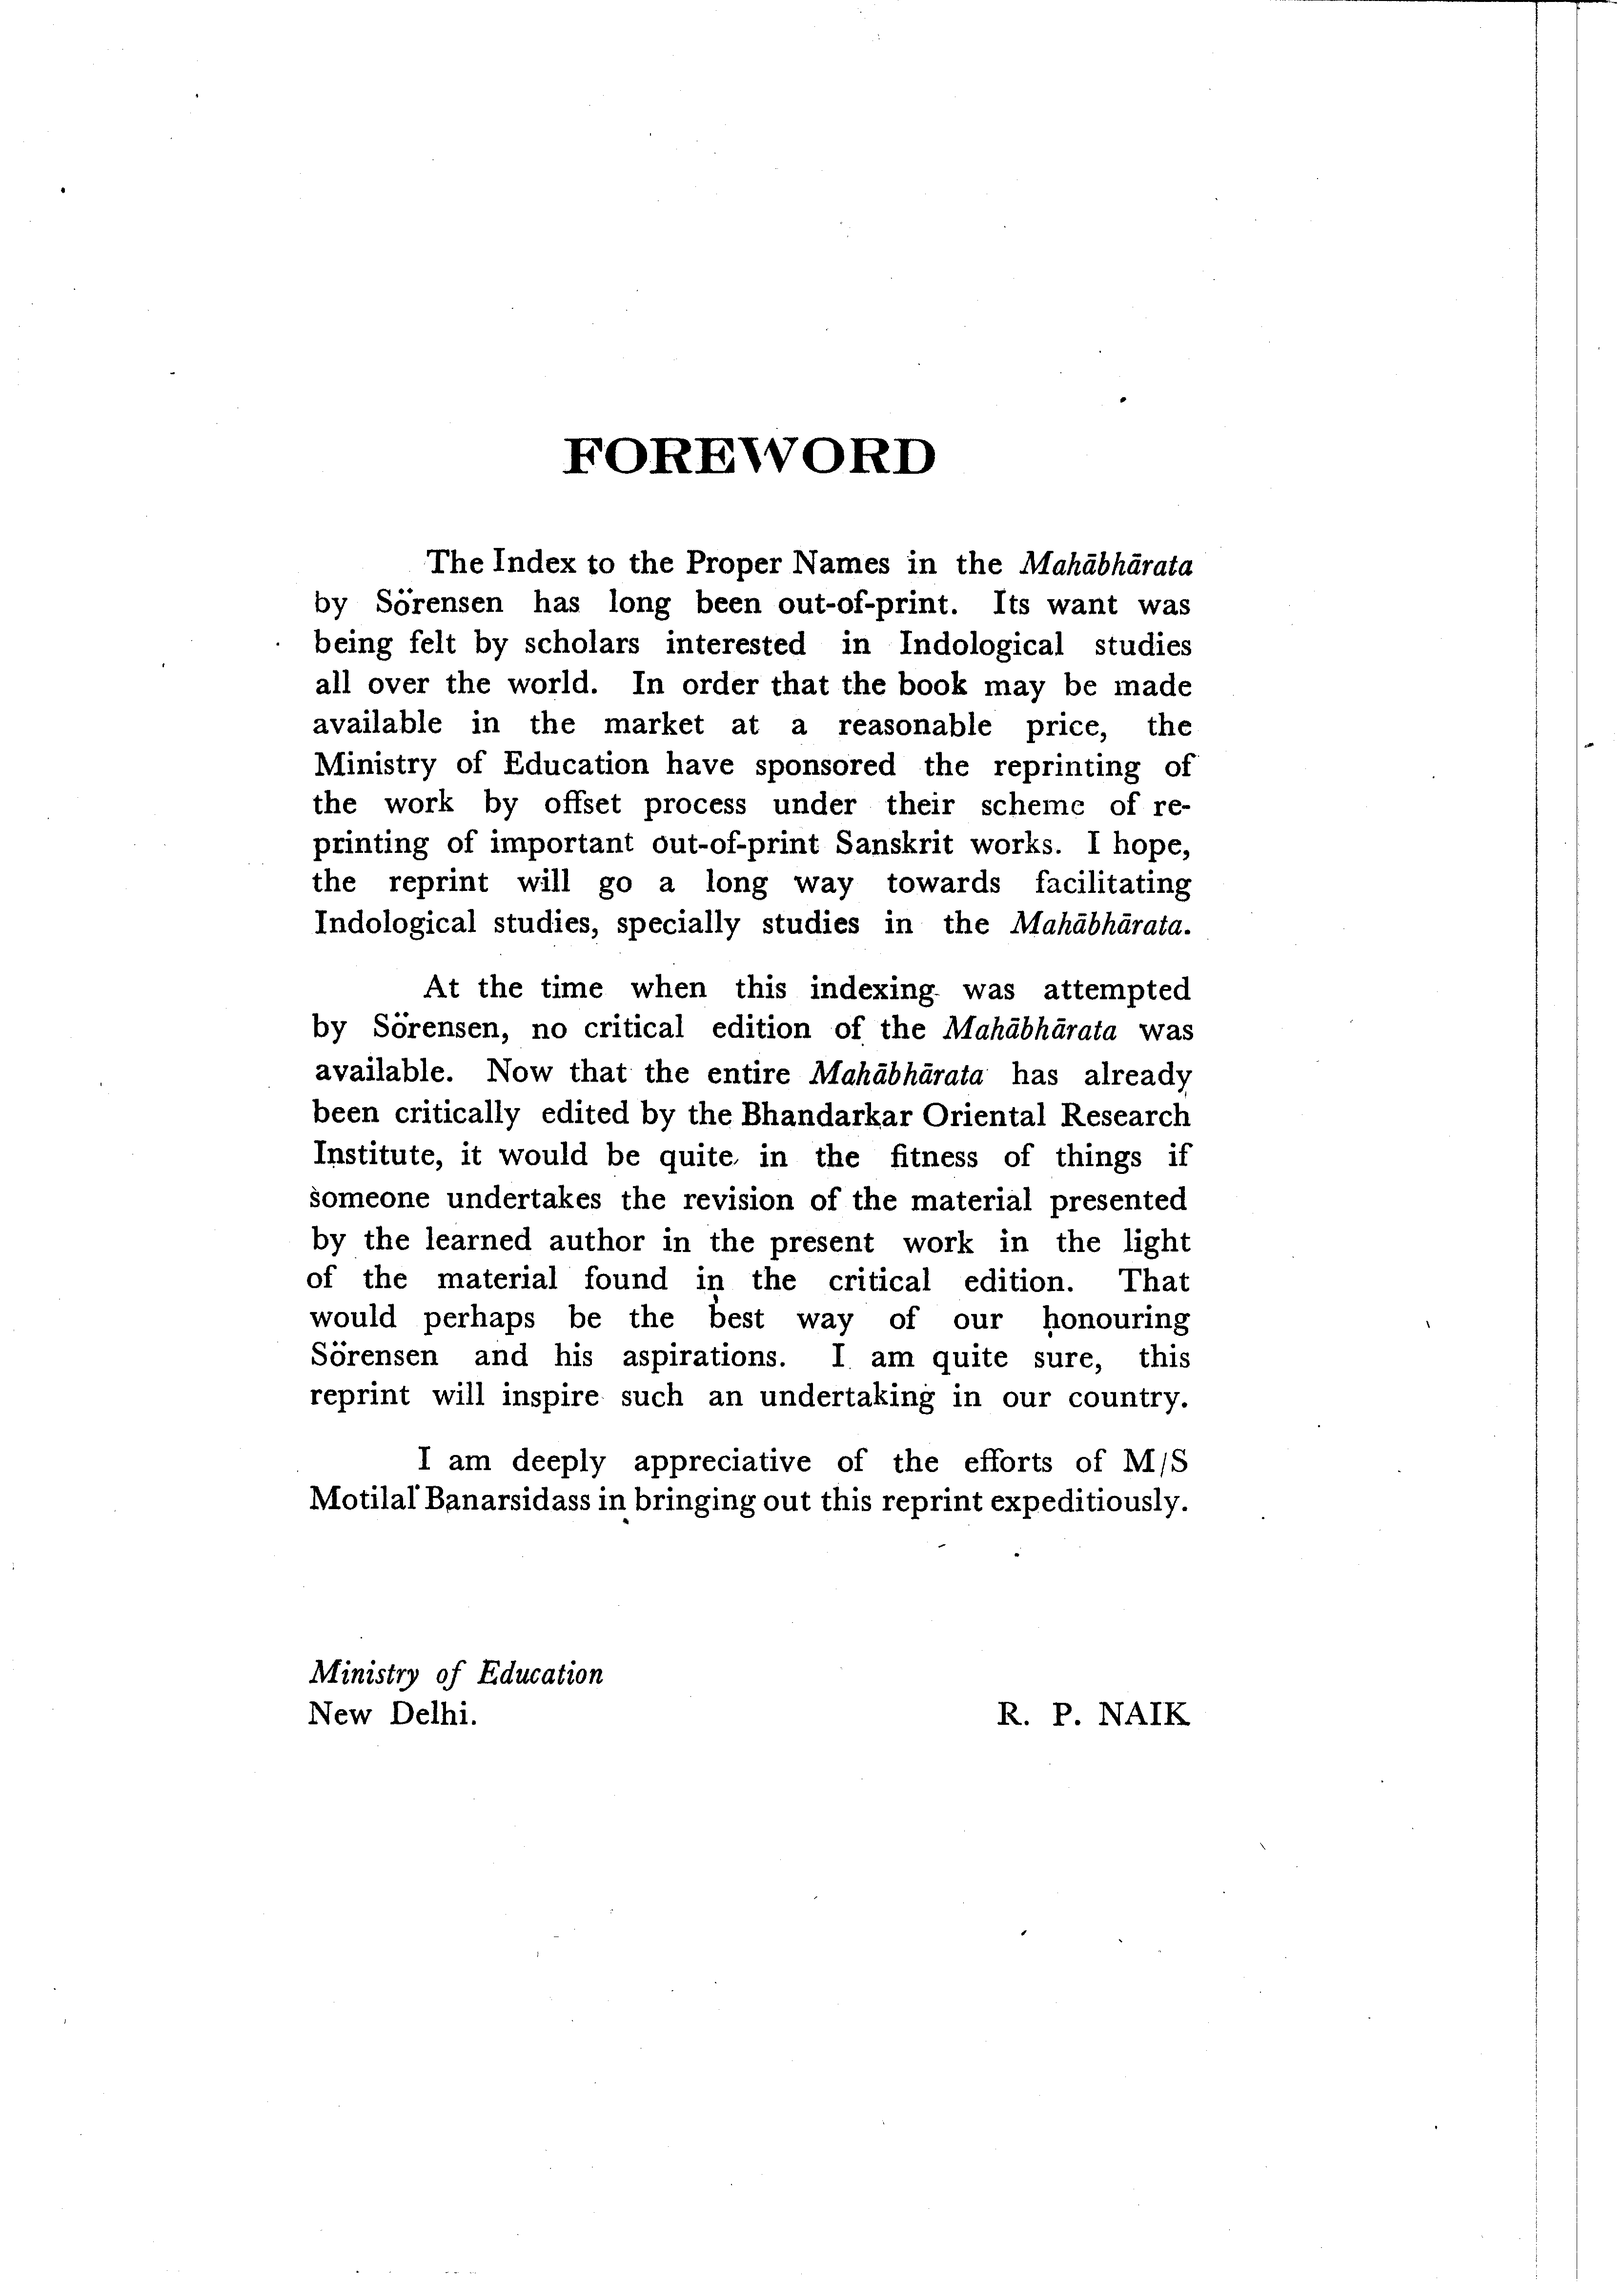 FOREWORD
The Index to the Proper Names in the Mahābhārata
by Sörensen has long been out-of-print. Its want was
being felt by scholars interested in Indological studies
all over the world. In order that the book may be made
available in the market at a reasonable price, the
Ministry of Education have sponsored the reprinting of
the work by offset process under their scheme of re-
printing of important out-of-print Sanskrit works. I hope,
the reprint will go a long way towards facilitating
Indological studies, specially studies in the Mahābhārata.
At the time when this indexing was attempted
by Sörensen, no critical edition of the Mahābhārata was
available. Now that the entire Mahābhārata has already
been critically edited by the Bhandarkar Oriental Research
Institute, it would be quite in the fitness of things if
someone undertakes the revision of the material presented
by the learned author in the present work in the light
of the material found in the critical edition. That
would perhaps be the best way of our honouring
Sörensen and his aspirations. I am quite sure, this
reprint will inspire such an undertaking in our country.
I am deeply appreciative of the efforts of M/S
Motilal Banarsidass in bringing out this reprint expeditiously.
Ministry of Education
New Delhi. R. P. NAIK